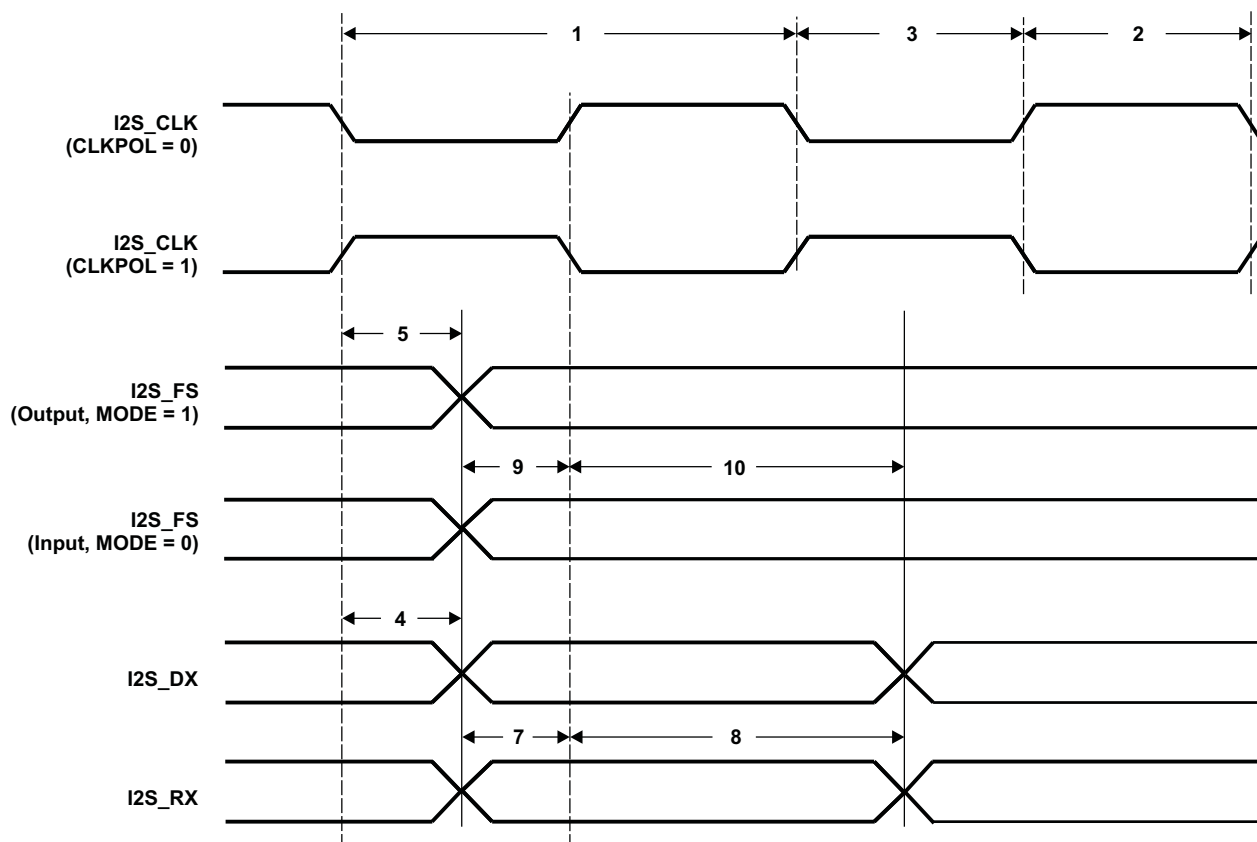 1
3
2
I2S_CLK
(CLKPOL = 0)
I2S_CLK
(CLKPOL = 1)
5
I2S_FS
(Output, MODE = 1)
9
10
I2S_FS
(Input, MODE = 0)
4
I2S_DX
7
8
I2S_RX